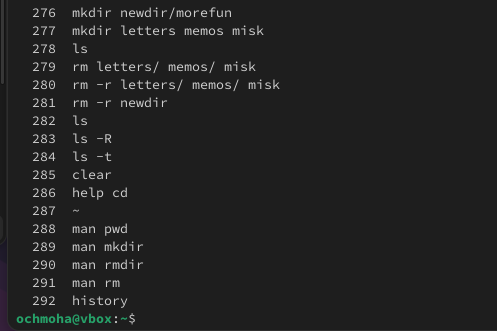 276 mkdir newdir/morefun
277 mkdir letters memos misk
278 ls
279 rm letters/ memos/ misk
280 rm -r letters/ memos/ misk
281 rm -r newdir
282 ls
283 ls -R
284 ls -t
285 clear
286 help cd
287 ~
288 man pwd
289 man mkdir
290 man rmdir
291 man rm
292 history
ochmoha@vbox:~$